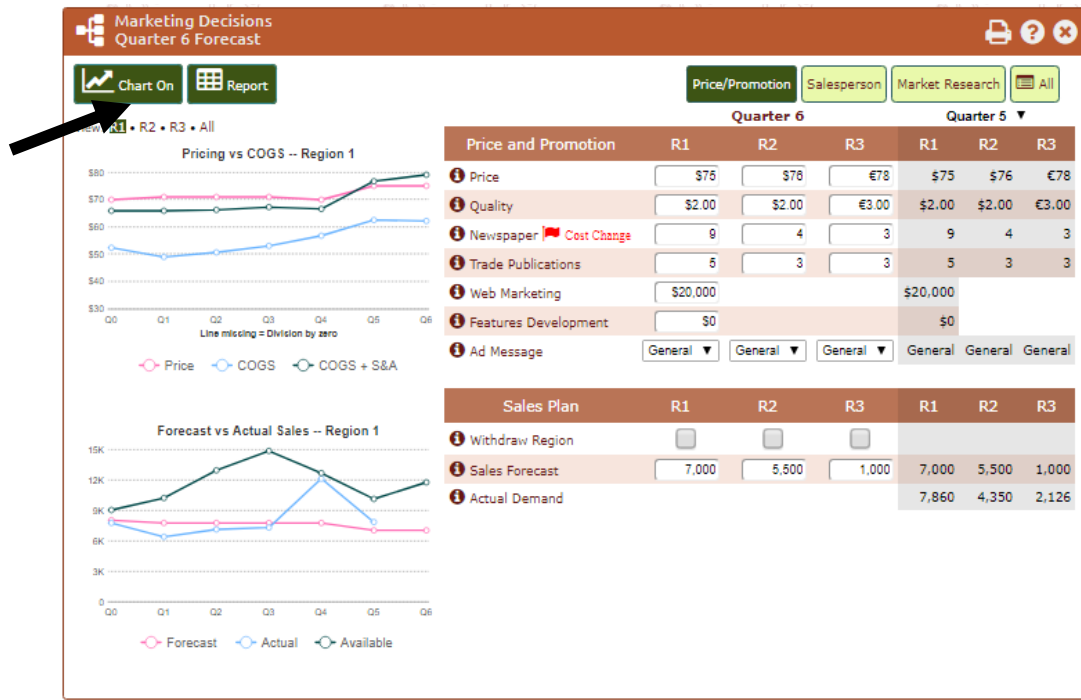 Marketing Decisions
Quarter 6 Forecast
Chart On
Report
Price/Promotion
Salesperson
Market Research
All
R1 • R2 • R3 • All
Quarter 6
Quarter 5 ▼
Pricing vs COGS -- Region 1
$80
$70
$60
$50
$40
$30
Q0 Q1 Q2 Q3 Q4 Q5 Q6
Line missing = Division by zero
Price COGS COGS + S&A
Forecast vs Actual Sales -- Region 1
15K
12K
9K
6K
3K
0
Q0 Q1 Q2 Q3 Q4 Q5 Q6
Forecast Actual Available
Price and Promotion R1 R2 R3 R1 R2 R3
Price $75 $76 €78 $75 $76 €78
Quality $2.00 $2.00 €3.00 $2.00 $2.00 €3.00
Newspaper Cost Change 9 4 3 9 4 3
Trade Publications 5 3 3 5 3 3
Web Marketing $20,000 $20,000
Features Development $0 $0
Ad Message General ▼ General ▼ General ▼ General General General
Sales Plan R1 R2 R3 R1 R2 R3
Withdraw Region
Sales Forecast 7,000 5,500 1,000 7,000 5,500 1,000
Actual Demand 7,860 4,350 2,126